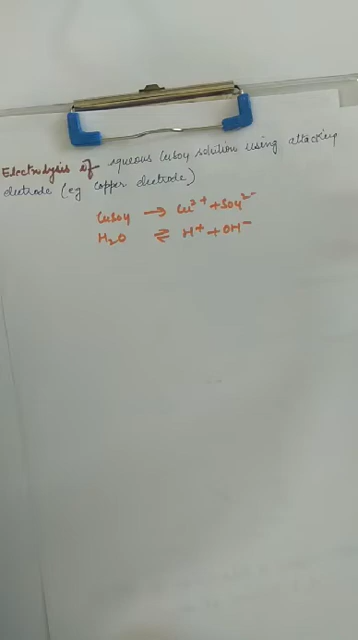 Electrolysis of aqueous CuSO4 solution using attacking
electrode (eg copper electrode)
CuSO4 → Cu²⁺ + SO4²⁻
H₂O ⇌ H⁺ + OH⁻